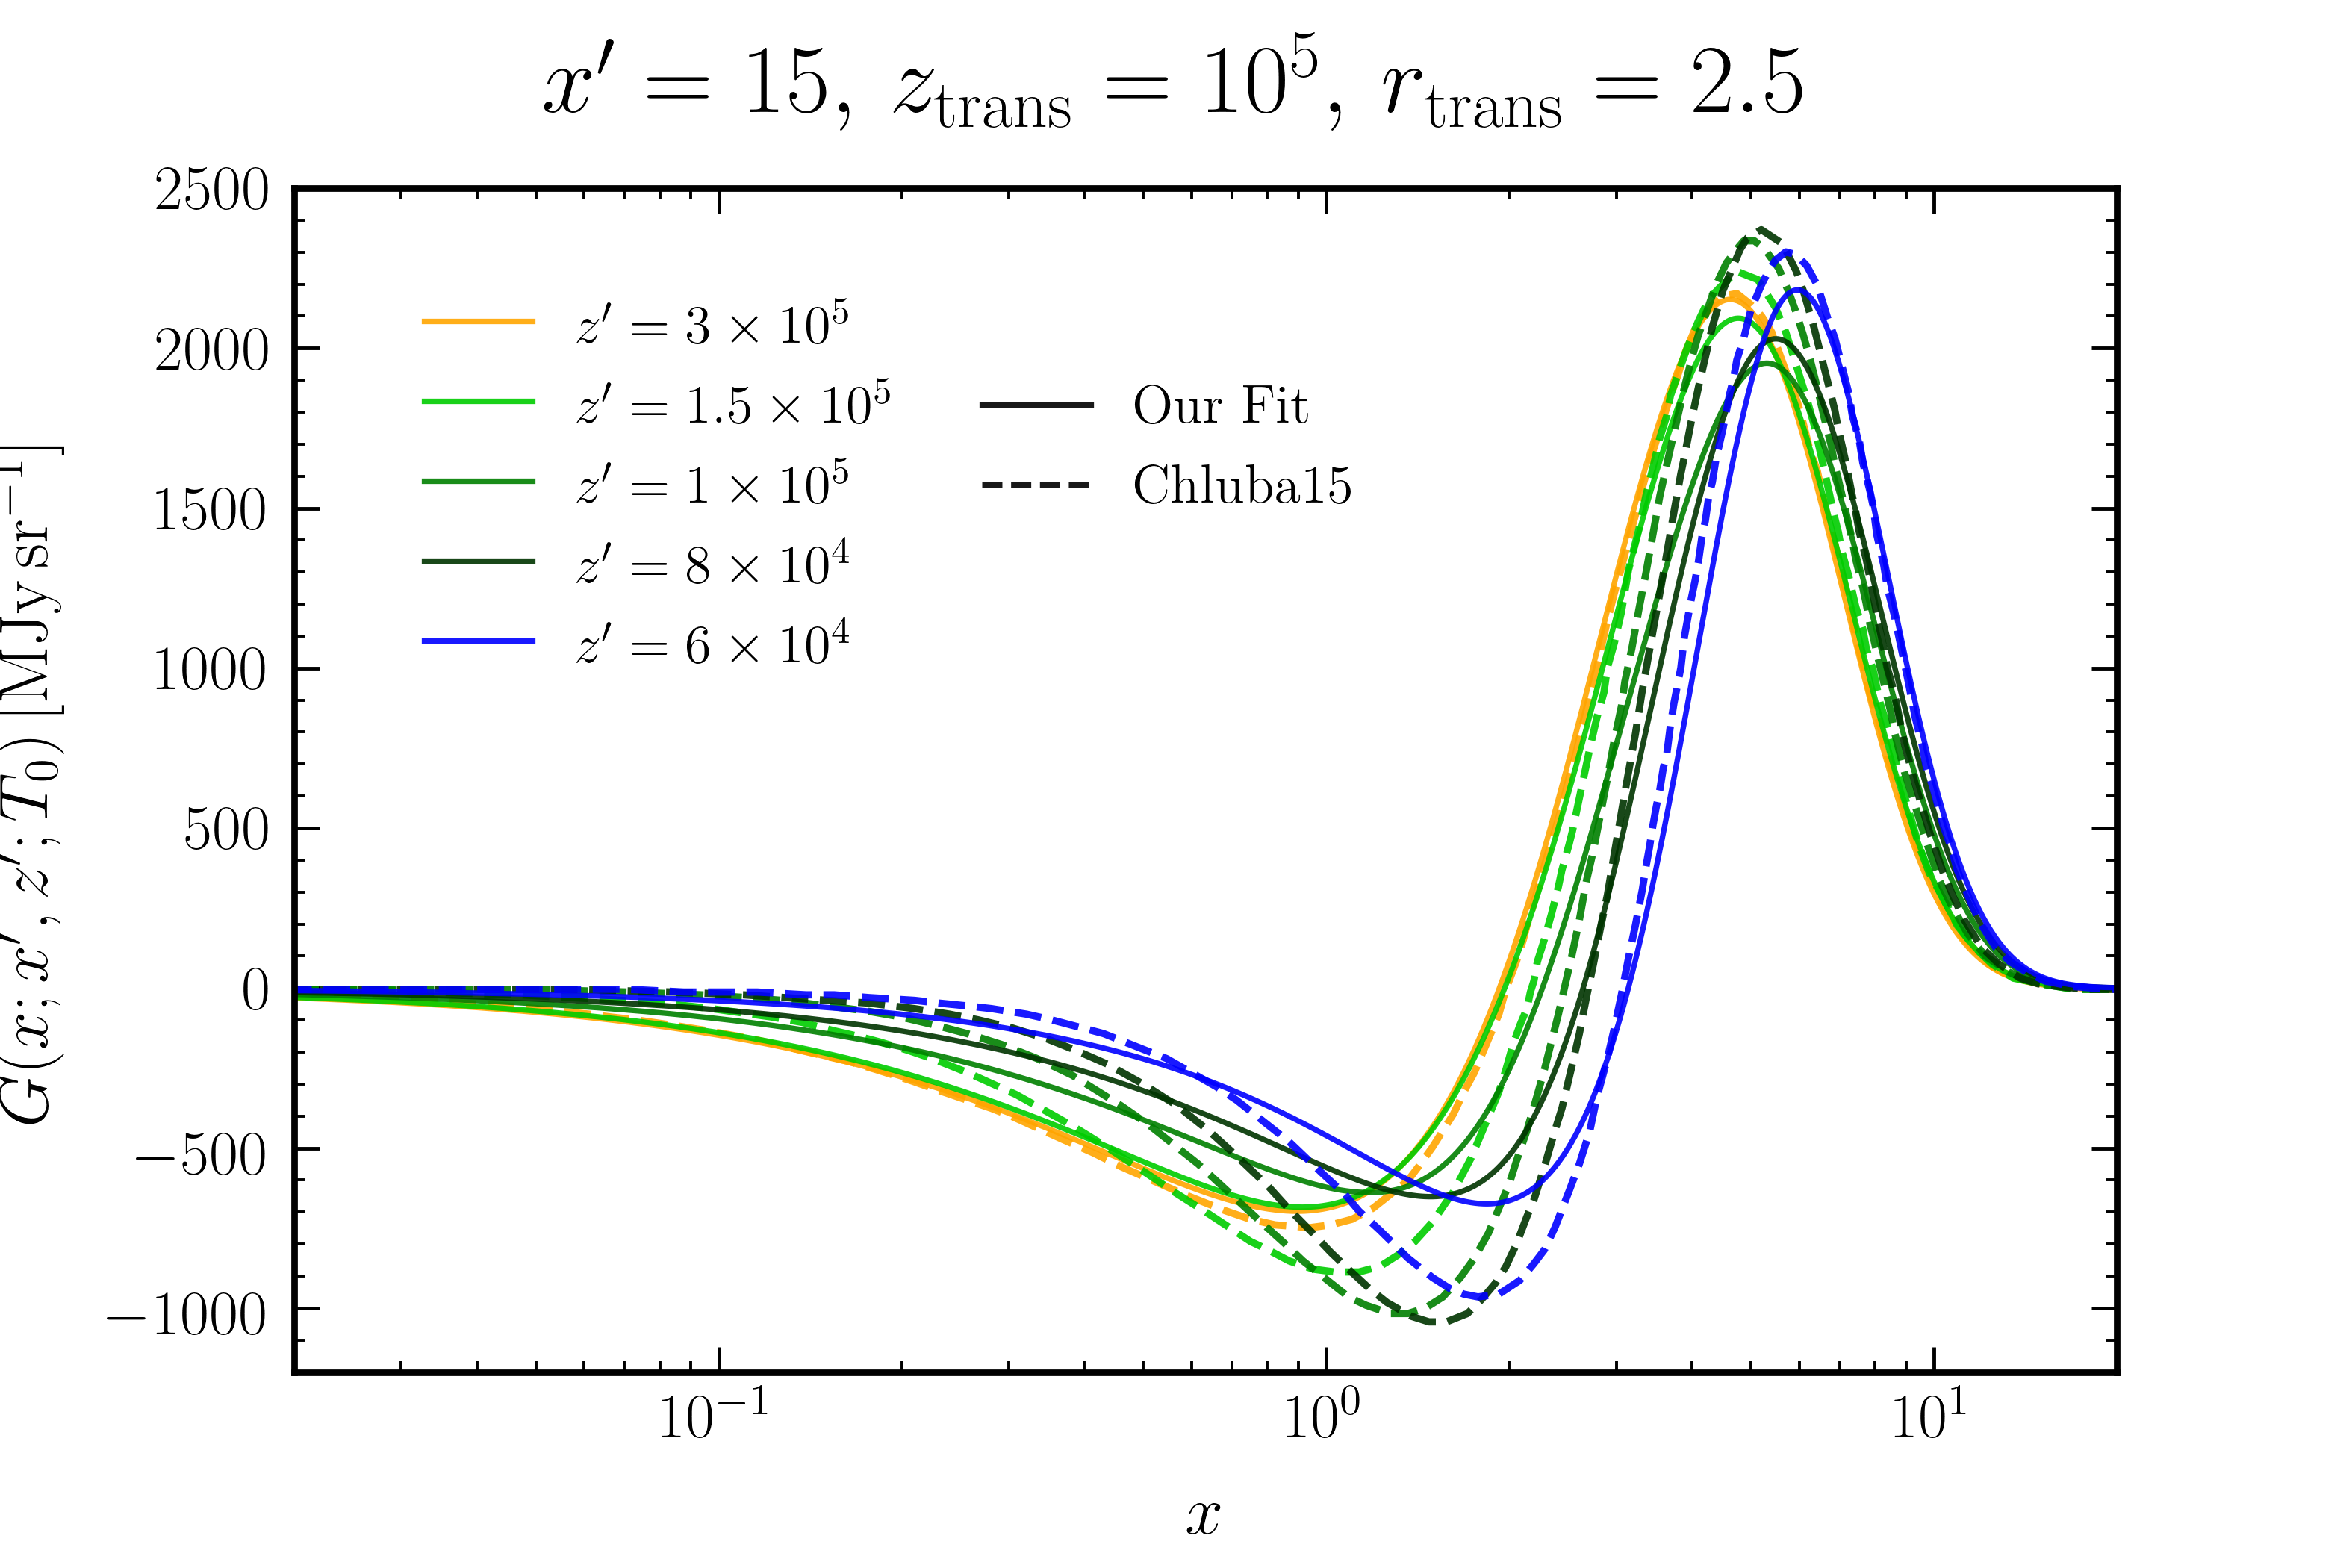 x′ = 15, z_trans = 10^5, r_trans = 2.5
G(x; x′, z′; T_0) [MJy sr^−1]
2500
2000
1500
1000
500
0
−500
−1000
z′ = 3 × 10^5
z′ = 1.5 × 10^5
z′ = 1 × 10^5
z′ = 8 × 10^4
z′ = 6 × 10^4
Our Fit
Chluba15
10^−1
10^0
10^1
x